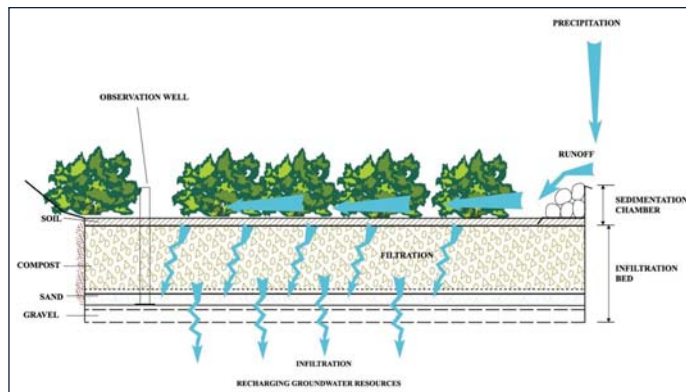 PRECIPITATION
OBSERVATION WELL
RUNOFF
SEDIMENTATION
CHAMBER
SOIL
FILTRATION
COMPOST
INFILTRATION
BED
SAND
GRAVEL
INFILTRATION
RECHARGING GROUNDWATER RESOURCES